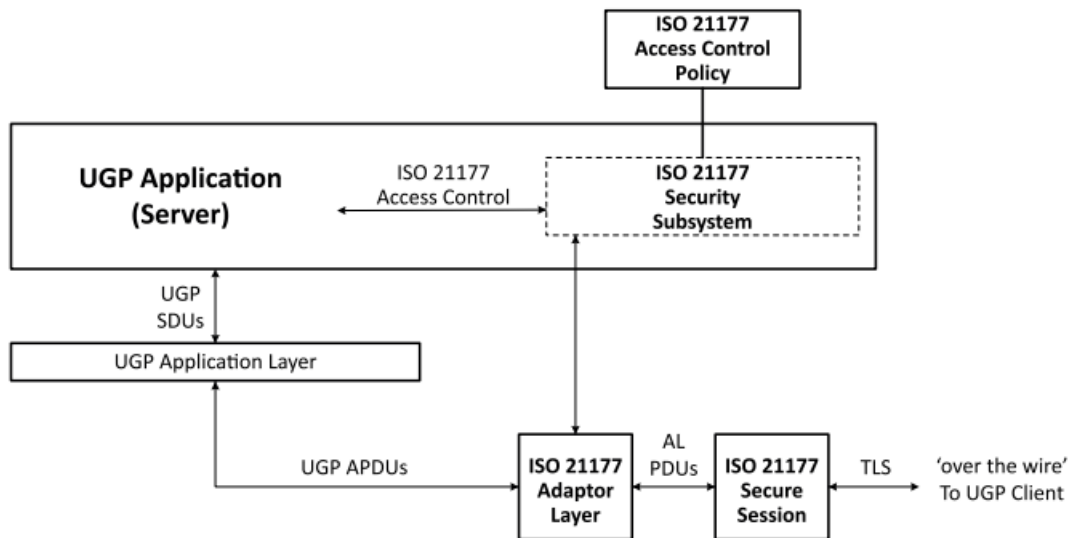 ISO 21177
Access Control
Policy
UGP Application
(Server)
ISO 21177
Access Control
ISO 21177
Security
Subsystem
UGP
SDUs
UGP Application Layer
UGP APDUs
ISO 21177
Adaptor
Layer
AL
PDUs
ISO 21177
Secure
Session
TLS
‘over the wire’
To UGP Client